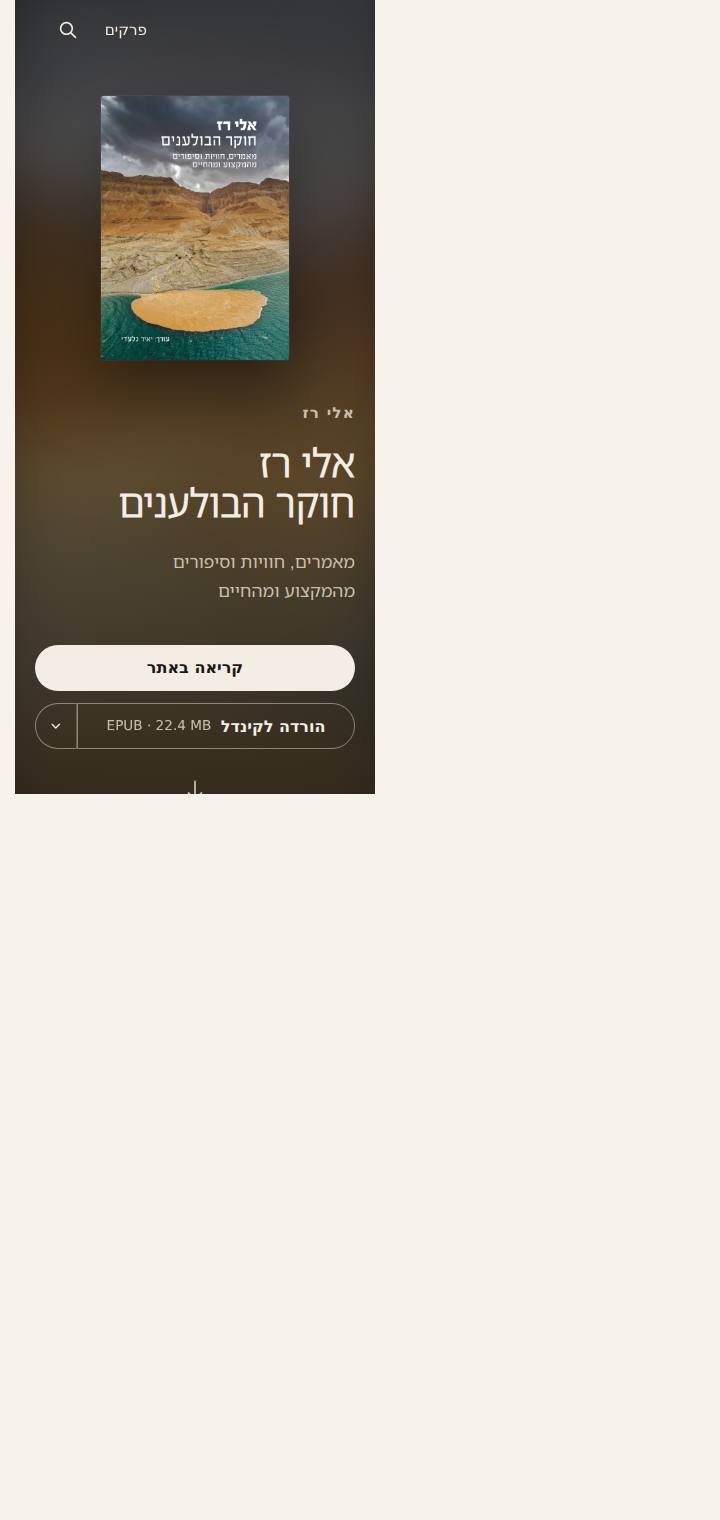 פרקים
אלי רז
חוקר הבולענים
מאמרים, חוויות וסיפורים
מהמקצוע ומהחיים
עורך: יאיר גלעדי
אלי רז
אלי רז
חוקר הבולענים
מאמרים, חוויות וסיפורים
מהמקצוע ומהחיים
קריאה באתר
הורדה לקינדל EPUB · 22.4 MB